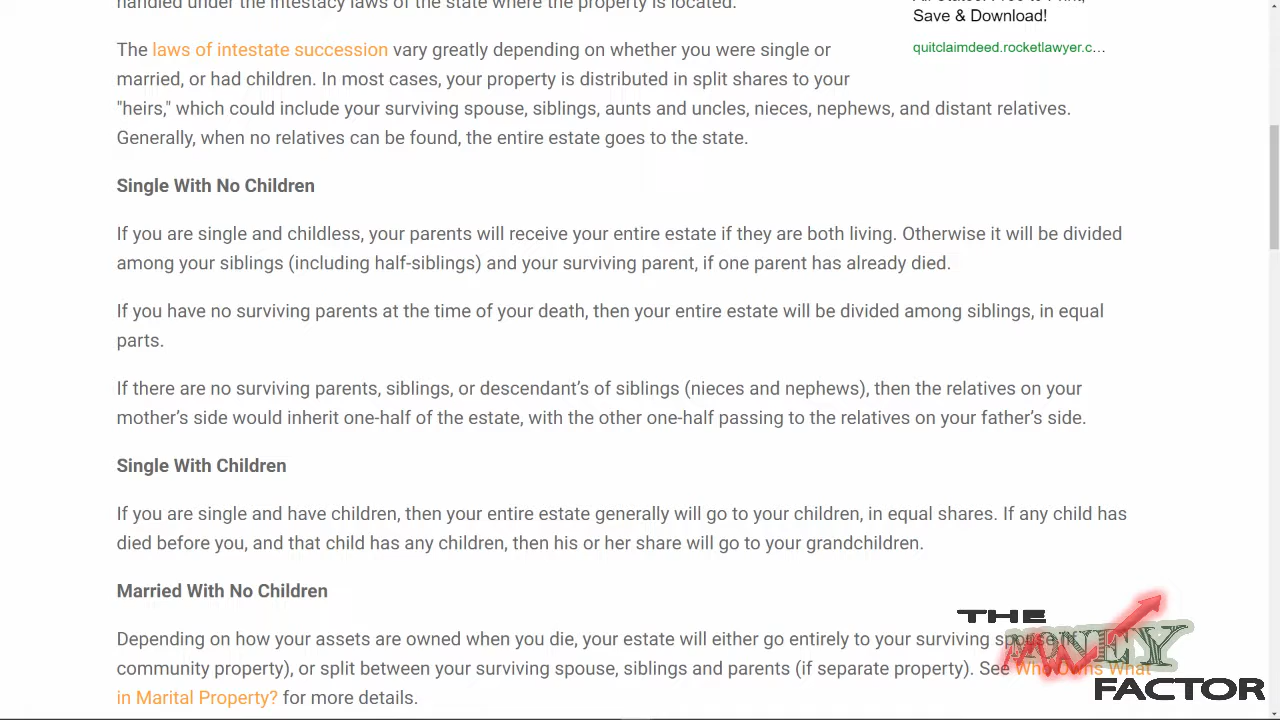 handled under the intestacy laws of the state where the property is located.
Save & Download!
quitclaimdeed.rocketlawyer.c...
The laws of intestate succession vary greatly depending on whether you were single or
married, or had children. In most cases, your property is distributed in split shares to your
"heirs," which could include your surviving spouse, siblings, aunts and uncles, nieces, nephews, and distant relatives.
Generally, when no relatives can be found, the entire estate goes to the state.
Single With No Children
If you are single and childless, your parents will receive your entire estate if they are both living. Otherwise it will be divided
among your siblings (including half-siblings) and your surviving parent, if one parent has already died.
If you have no surviving parents at the time of your death, then your entire estate will be divided among siblings, in equal
parts.
If there are no surviving parents, siblings, or descendant’s of siblings (nieces and nephews), then the relatives on your
mother’s side would inherit one-half of the estate, with the other one-half passing to the relatives on your father’s side.
Single With Children
If you are single and have children, then your entire estate generally will go to your children, in equal shares. If any child has
died before you, and that child has any children, then his or her share will go to your grandchildren.
Married With No Children
Depending on how your assets are owned when you die, your estate will either go entirely to your surviving
community property), or split between your surviving spouse, siblings and parents (if separate property). See Who Owns What
in Marital Property? for more details.
THE
FACTOR